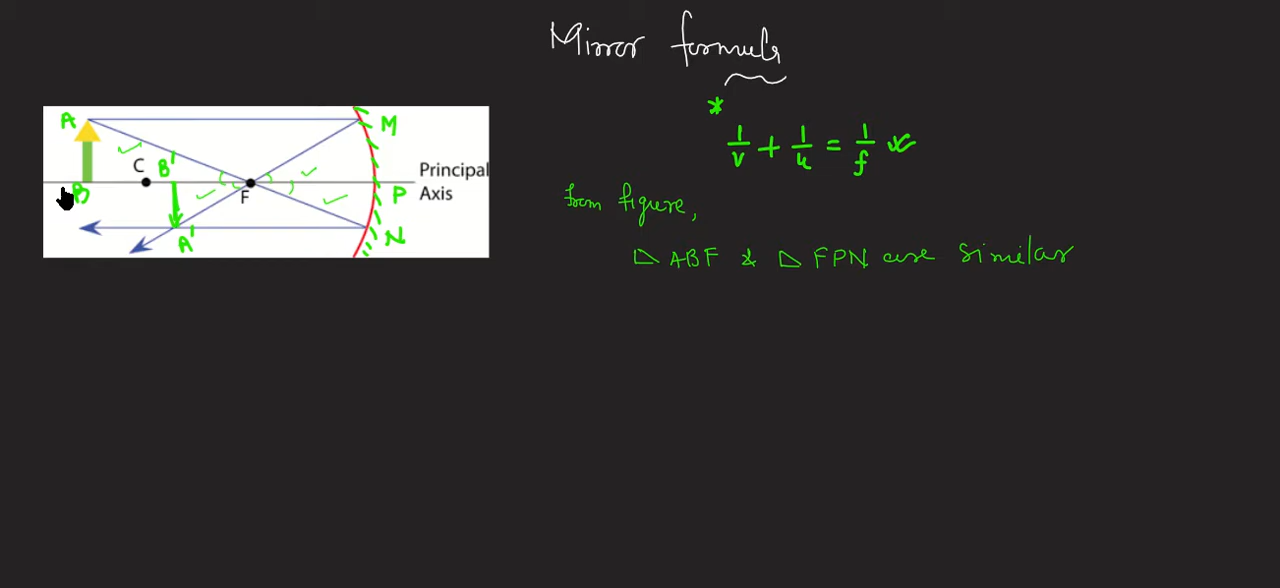 Mirror formula
*
1/v + 1/u = 1/f
A
M
C
B'
Principal
Axis
B
F
P
A'
N
from figure,
△ ABF & △ FPN are similar